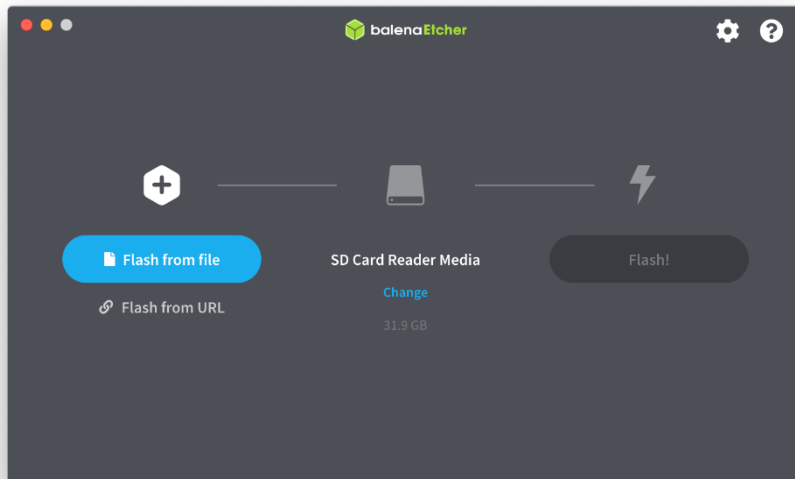 balenaEtcher
Flash from file
SD Card Reader Media
Flash!
Flash from URL
Change
31.9 GB